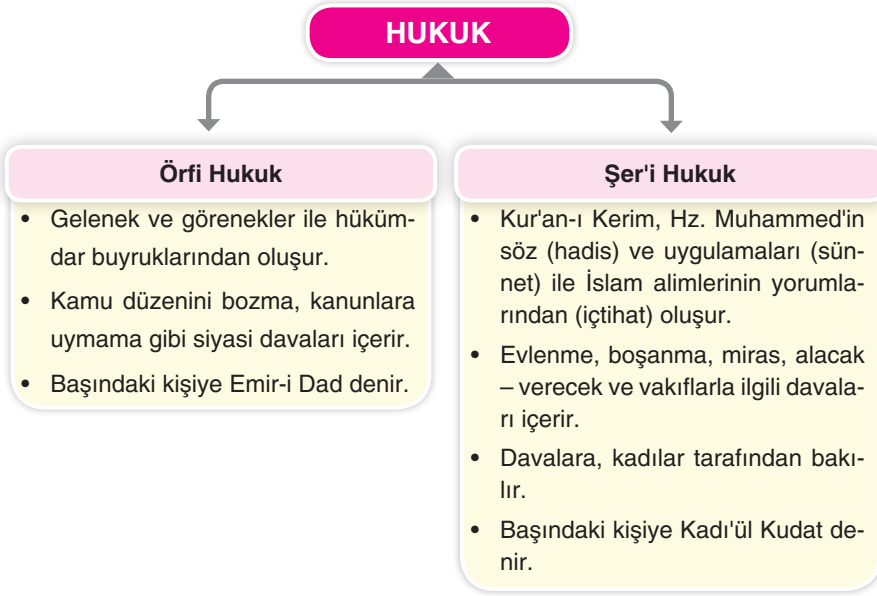 HUKUK
Örfi Hukuk
• Gelenek ve görenekler ile hüküm-
dar buyruklarından oluşur.
• Kamu düzenini bozma, kanunlara
uymama gibi siyasi davaları içerir.
• Başındaki kişiye Emir-i Dad denir.
Şer'i Hukuk
• Kur'an-ı Kerim, Hz. Muhammed'in
söz (hadis) ve uygulamaları (sün-
net) ile İslam alimlerinin yorumla-
rından (içtihat) oluşur.
• Evlenme, boşanma, miras, alacak
– verecek ve vakıflarla ilgili davala-
rı içerir.
• Davalara, kadılar tarafından bakı-
lır.
• Başındaki kişiye Kadı'ül Kudat de-
nir.